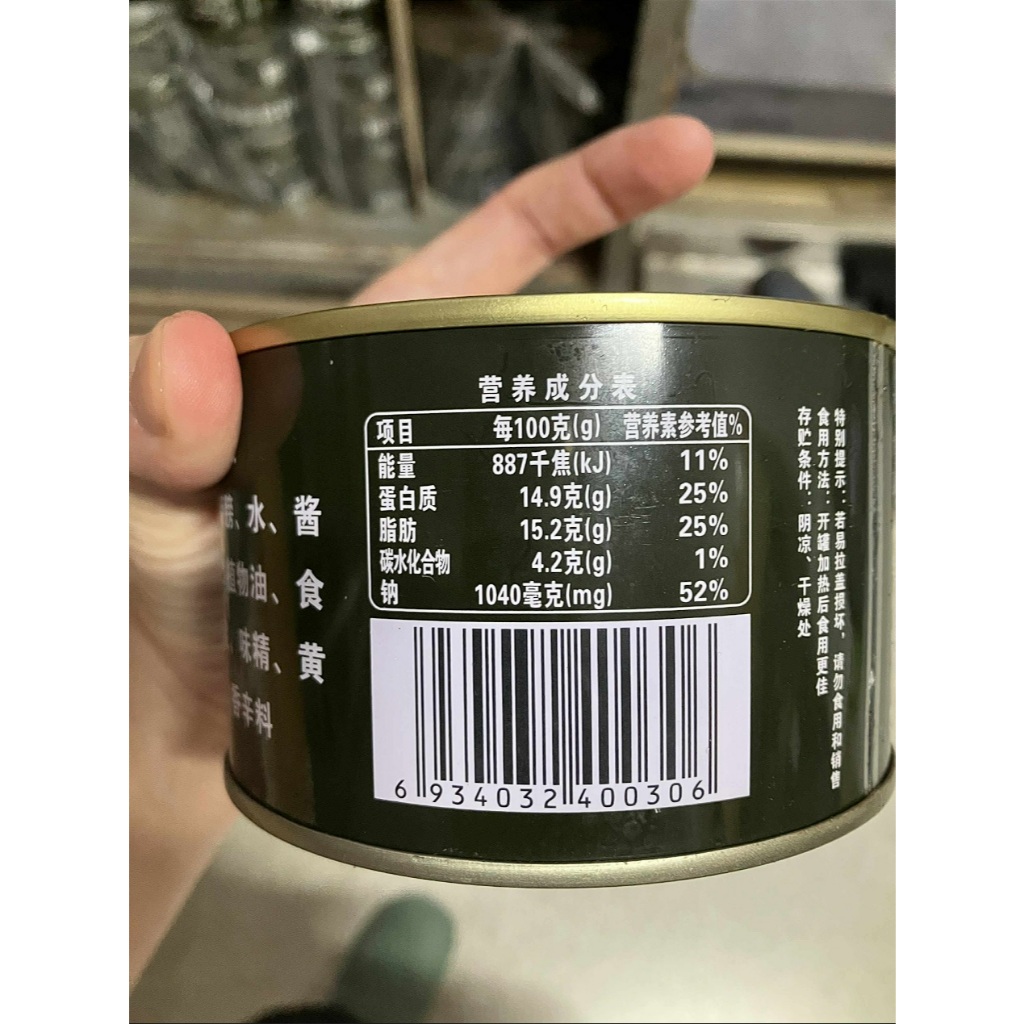 营养成分表
项目 每100克(g) 营养素参考值%
能量 887千焦(kJ) 11%
蛋白质 14.9克(g) 25%
脂肪 15.2克(g) 25%
碳水化合物 4.2克(g) 1%
钠 1040毫克(mg) 52%
6 934032 400306
、水、酱
植物油、食
、味精、黄
香辛料
特别提示：若易拉盖损坏，请勿食用和销售
食用方法：开罐加热后食用更佳
存贮条件：阴凉、干燥处